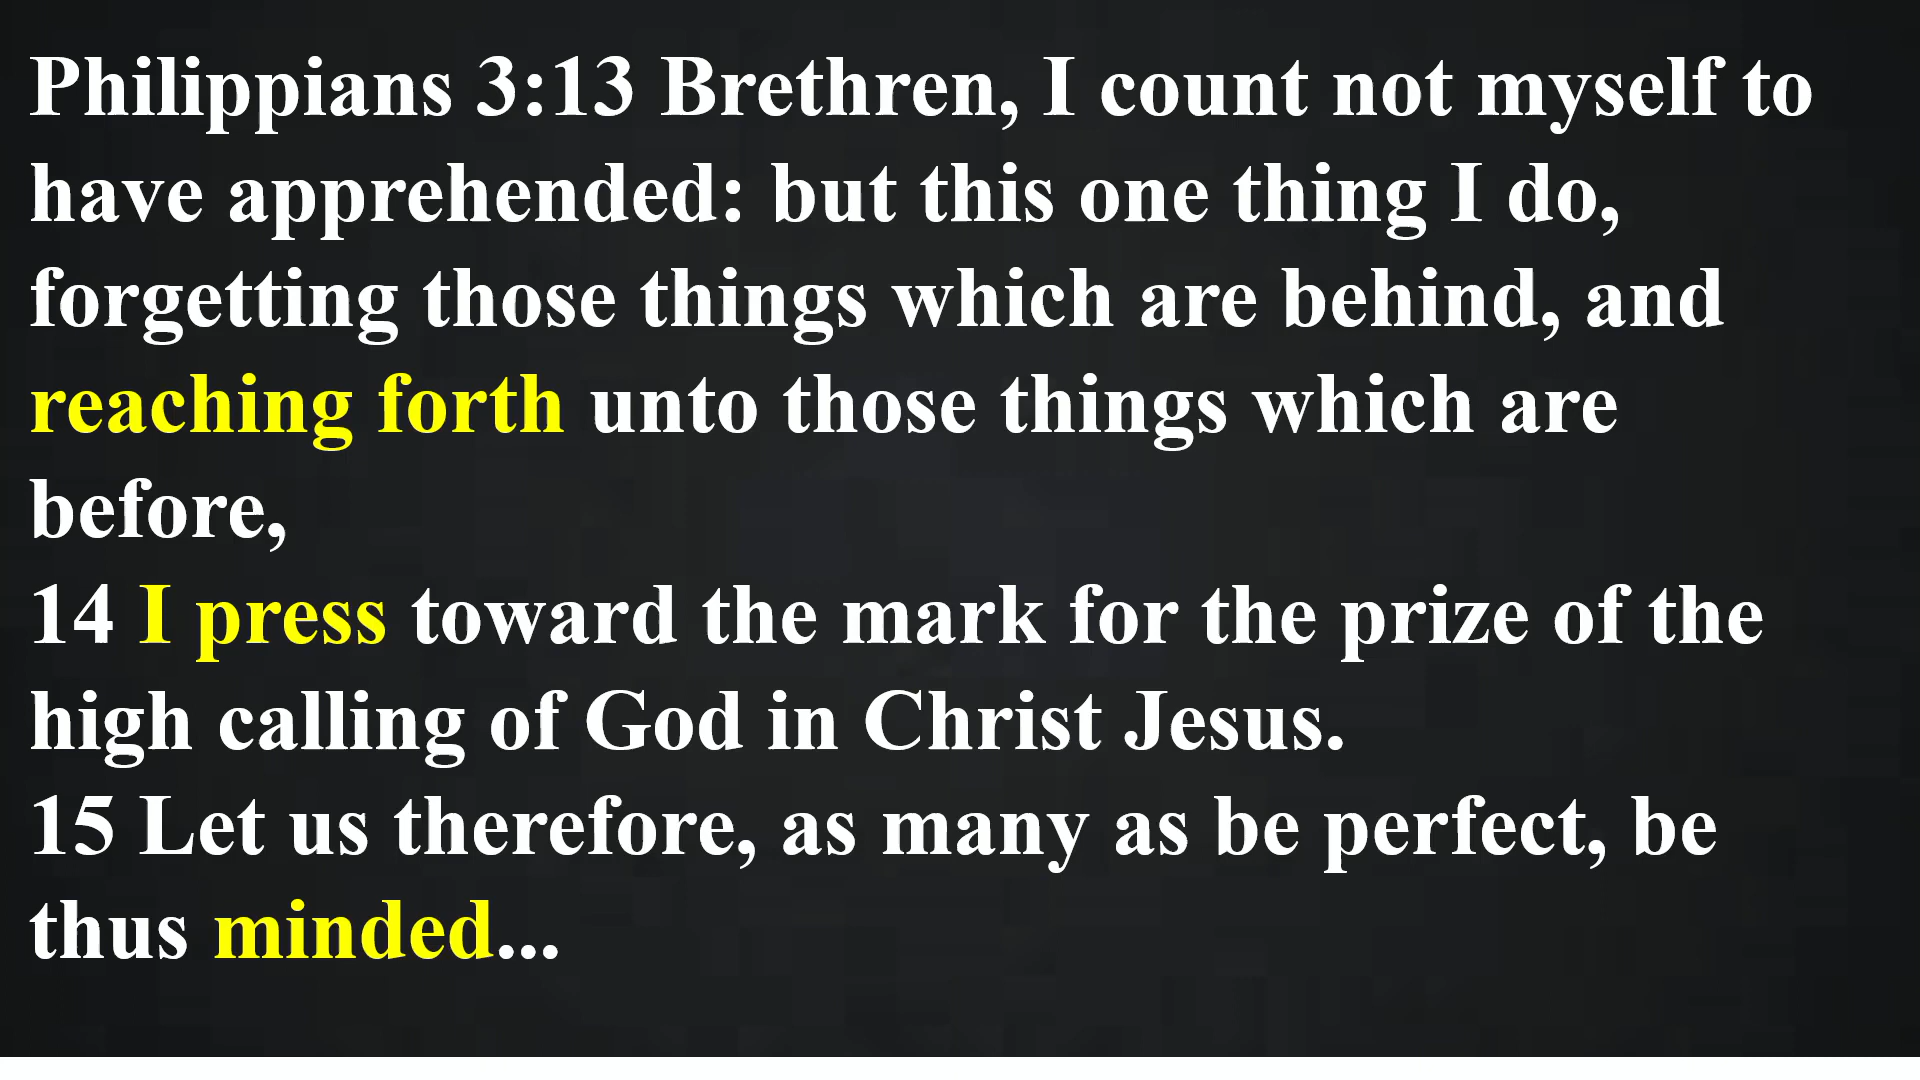 Philippians 3:13 Brethren, I count not myself to
have apprehended: but this one thing I do,
forgetting those things which are behind, and
reaching forth unto those things which are
before,
14 I press toward the mark for the prize of the
high calling of God in Christ Jesus.
15 Let us therefore, as many as be perfect, be
thus minded...